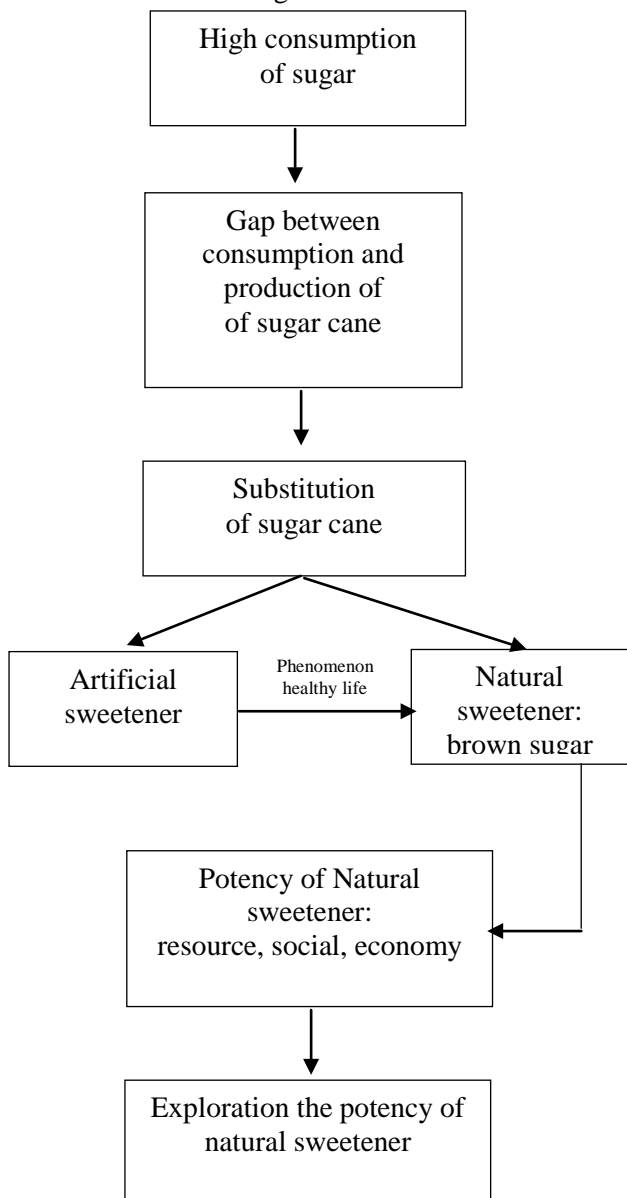 High consumption
of sugar
Gap between
consumption and
production of
of sugar cane
Substitution
of sugar cane
Artificial
sweetener
Phenomenon
healthy life
Natural
sweetener:
brown sugar
Potency of Natural
sweetener:
resource, social, economy
Exploration the potency of
natural sweetener